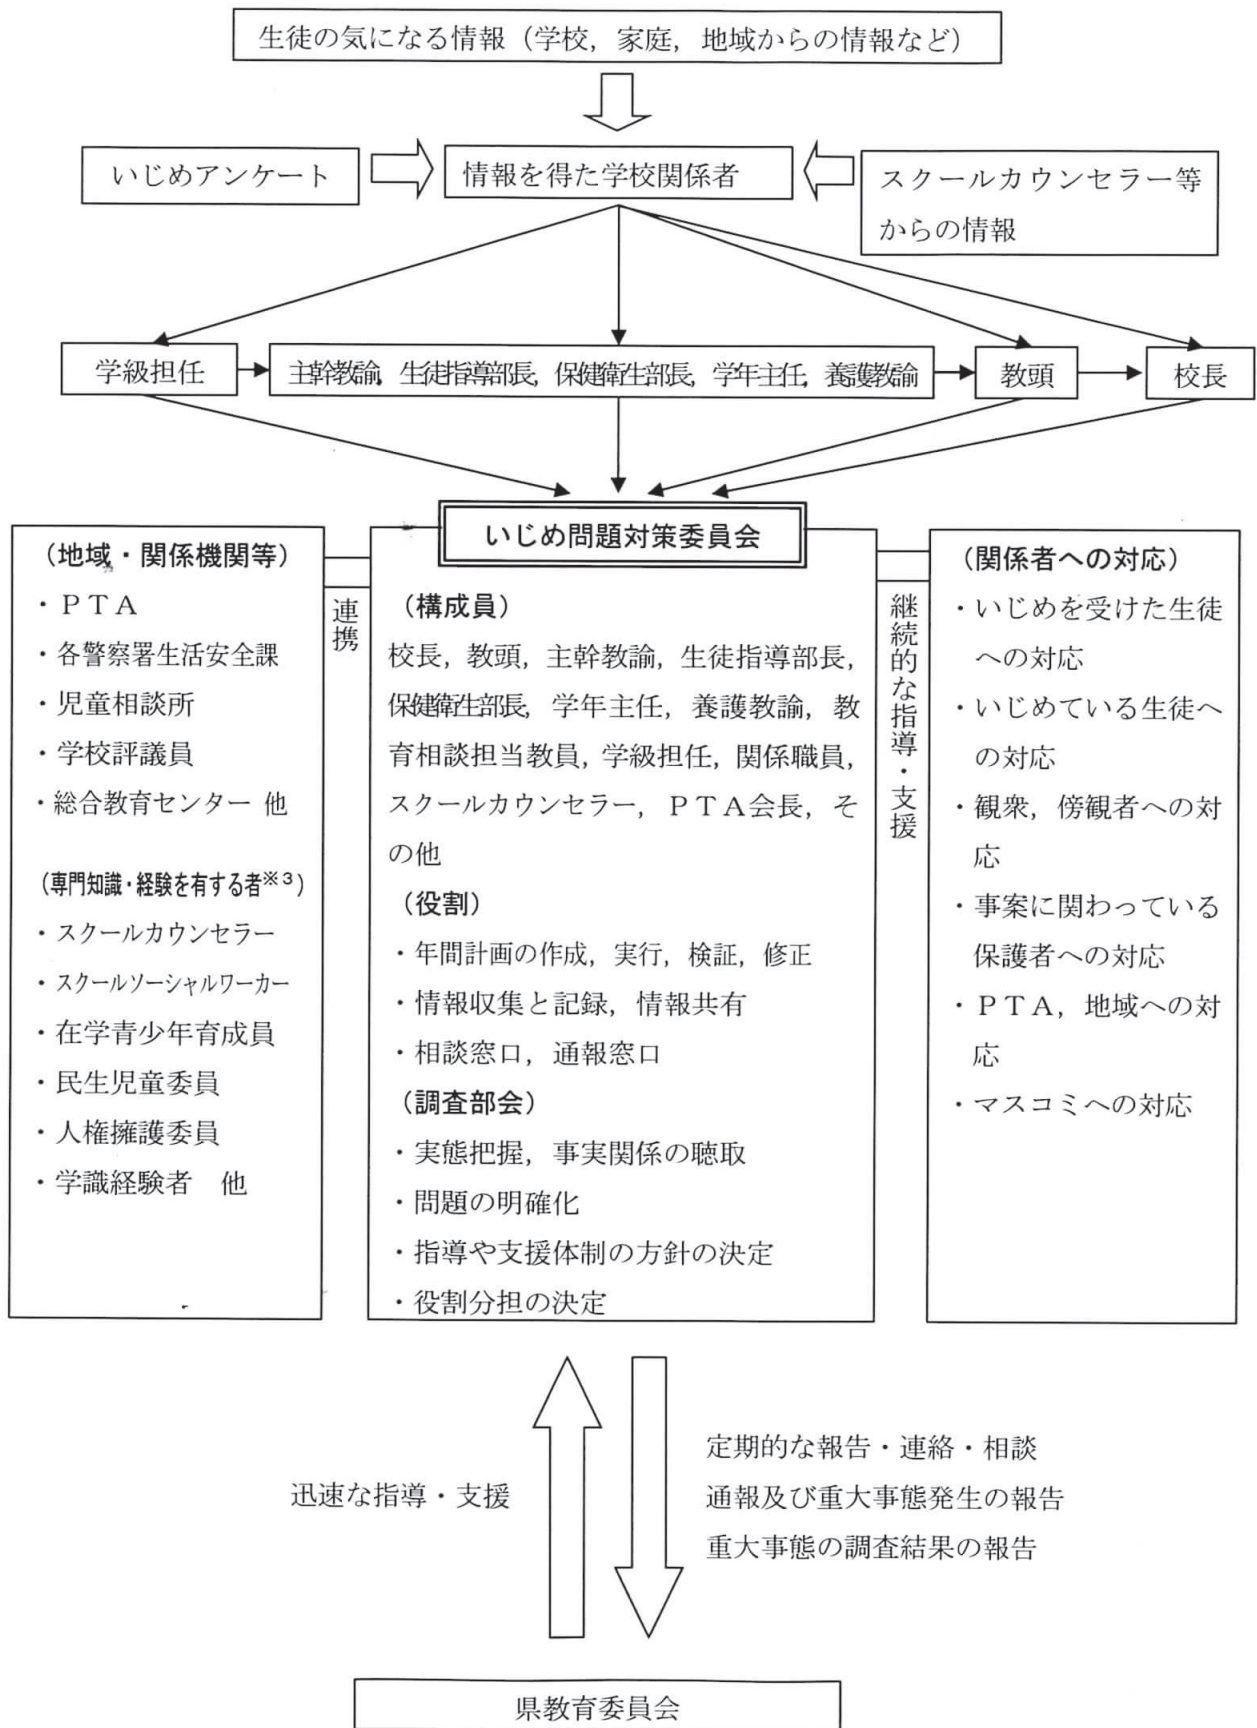 生徒の気になる情報（学校，家庭，地域からの情報など）
いじめアンケート
情報を得た学校関係者
スクールカウンセラー等
からの情報
学級担任
主幹教諭，生徒指導部長，保健衛生部長，学年主任，養護教諭
教頭
校長
いじめ問題対策委員会
（地域・関係機関等）
・ＰＴＡ
・各警察署生活安全課
・児童相談所
・学校評議員
・総合教育センター 他
（専門知識・経験を有する者※３）
・スクールカウンセラー
・スクールソーシャルワーカー
・在学青少年育成員
・民生児童委員
・人権擁護委員
・学識経験者　他
連携
（構成員）
校長，教頭，主幹教諭，生徒指導部長，
保健衛生部長，学年主任，養護教諭，教
育相談担当教員，学級担任，関係職員，
スクールカウンセラー，ＰＴＡ会長，そ
の他
（役割）
・年間計画の作成，実行，検証，修正
・情報収集と記録，情報共有
・相談窓口，通報窓口
（調査部会）
・実態把握，事実関係の聴取
・問題の明確化
・指導や支援体制の方針の決定
・役割分担の決定
継続的な指導・支援
（関係者への対応）
・いじめを受けた生徒
への対応
・いじめている生徒へ
の対応
・観衆，傍観者への対
応
・事案に関わっている
保護者への対応
・ＰＴＡ，地域への対
応
・マスコミへの対応
迅速な指導・支援
定期的な報告・連絡・相談
通報及び重大事態発生の報告
重大事態の調査結果の報告
県教育委員会